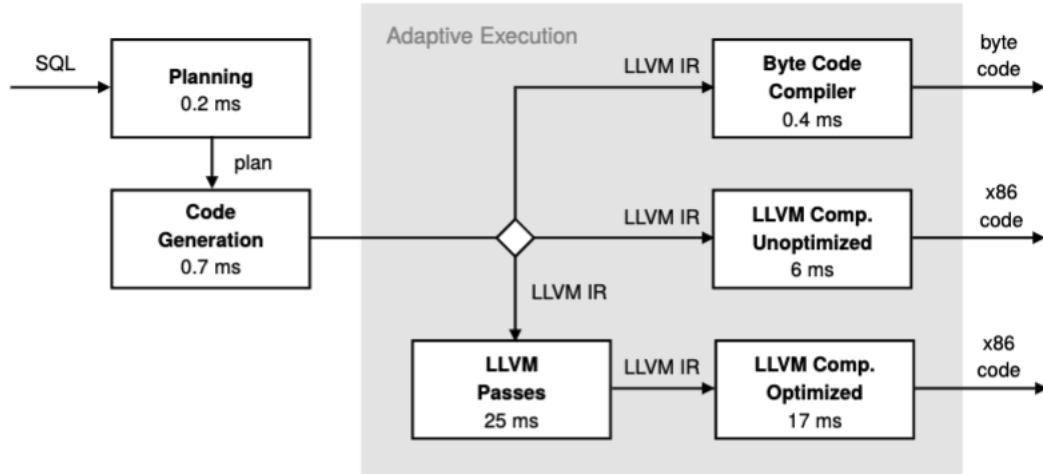 Adaptive Execution
SQL
Planning
0.2 ms
plan
Code
Generation
0.7 ms
LLVM IR
Byte Code
Compiler
0.4 ms
byte
code
LLVM IR
LLVM Comp.
Unoptimized
6 ms
x86
code
LLVM IR
LLVM
Passes
25 ms
LLVM IR
LLVM Comp.
Optimized
17 ms
x86
code